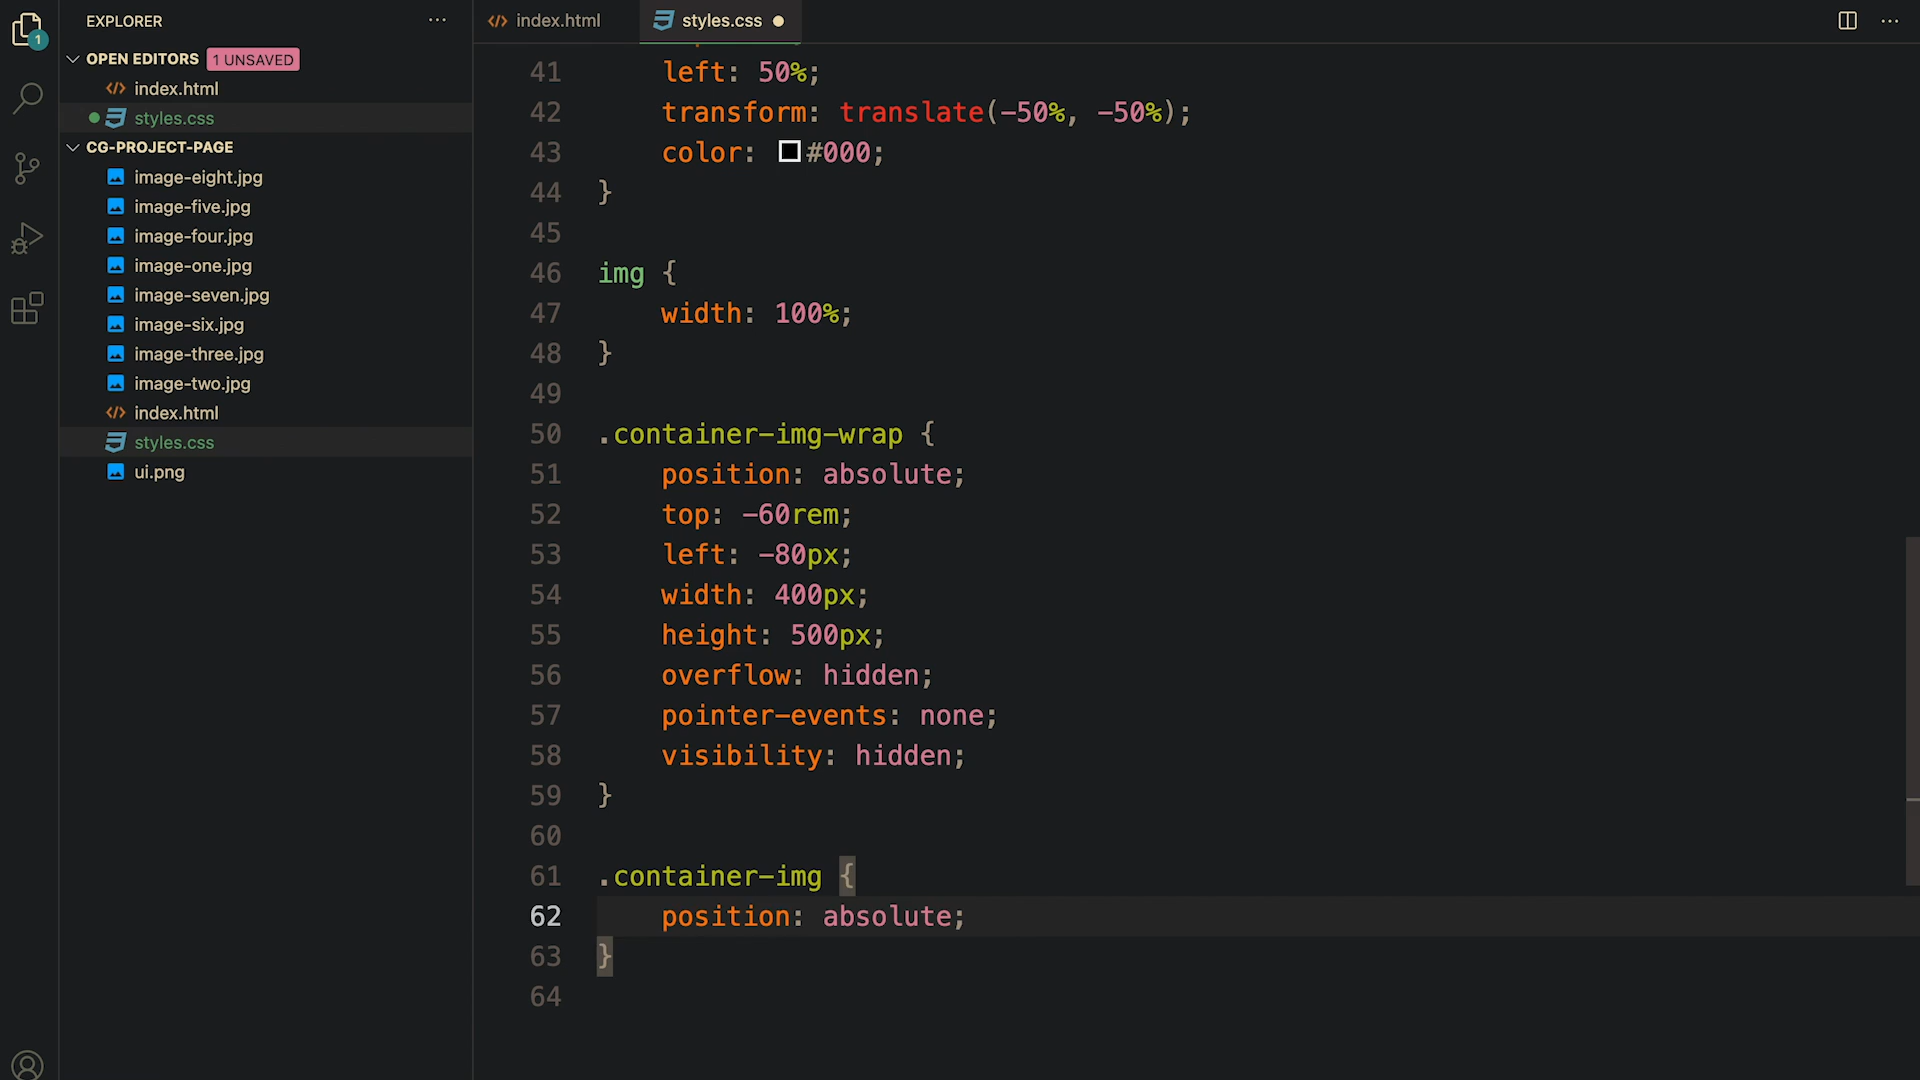 EXPLORER
OPEN EDITORS 1 UNSAVED
index.html
styles.css
CG-PROJECT-PAGE
image-eight.jpg
image-five.jpg
image-four.jpg
image-one.jpg
image-seven.jpg
image-six.jpg
image-three.jpg
image-two.jpg
index.html
styles.css
ui.png
1
index.html
styles.css
41 left: 50%;
42 transform: translate(-50%, -50%);
43 color: #000;
44 }
45
46 img {
47 width: 100%;
48 }
49
50 .container-img-wrap {
51 position: absolute;
52 top: -60rem;
53 left: -80px;
54 width: 400px;
55 height: 500px;
56 overflow: hidden;
57 pointer-events: none;
58 visibility: hidden;
59 }
60
61 .container-img {
62 position: absolute;
63 }
64